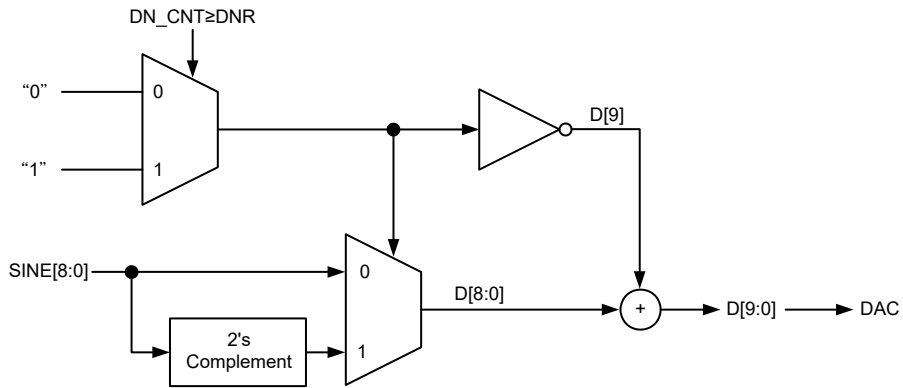 DN_CNT≥DNR
“0”
0
“1”
1
D[9]
SINE[8:0]
0
D[8:0]
+
D[9:0]
DAC
2's
Complement
1